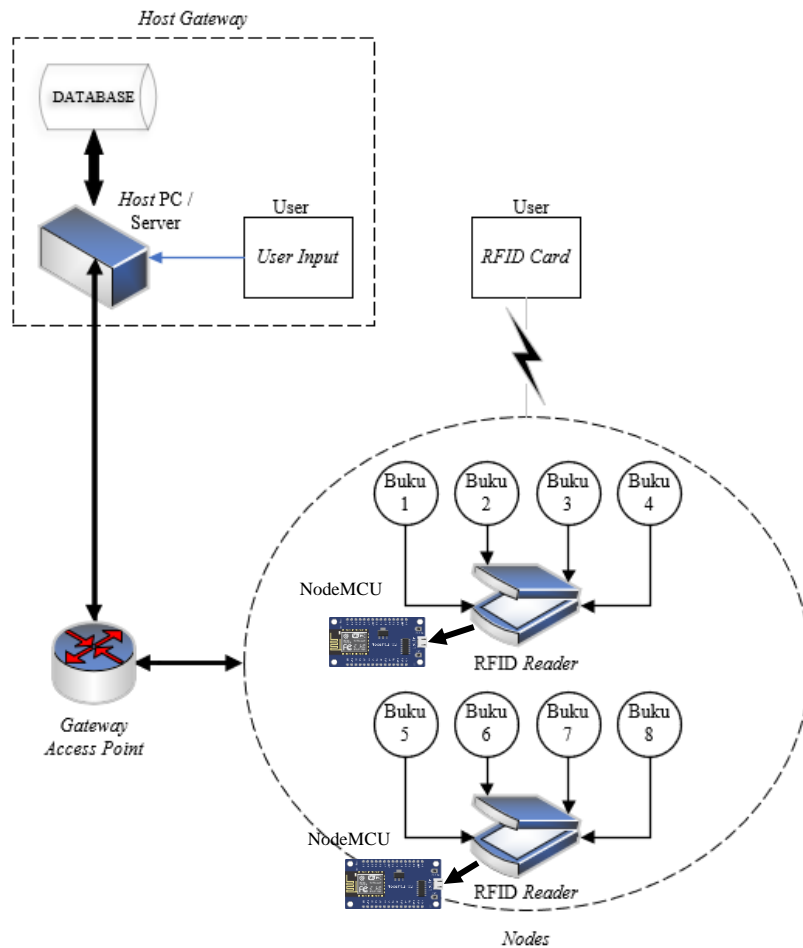 Host Gateway
DATABASE
Host PC /
Server
User
User Input
User
RFID Card
Buku
1
Buku
2
Buku
3
Buku
4
NodeMCU
RFID Reader
Gateway
Access Point
Buku
5
Buku
6
Buku
7
Buku
8
NodeMCU
RFID Reader
Nodes